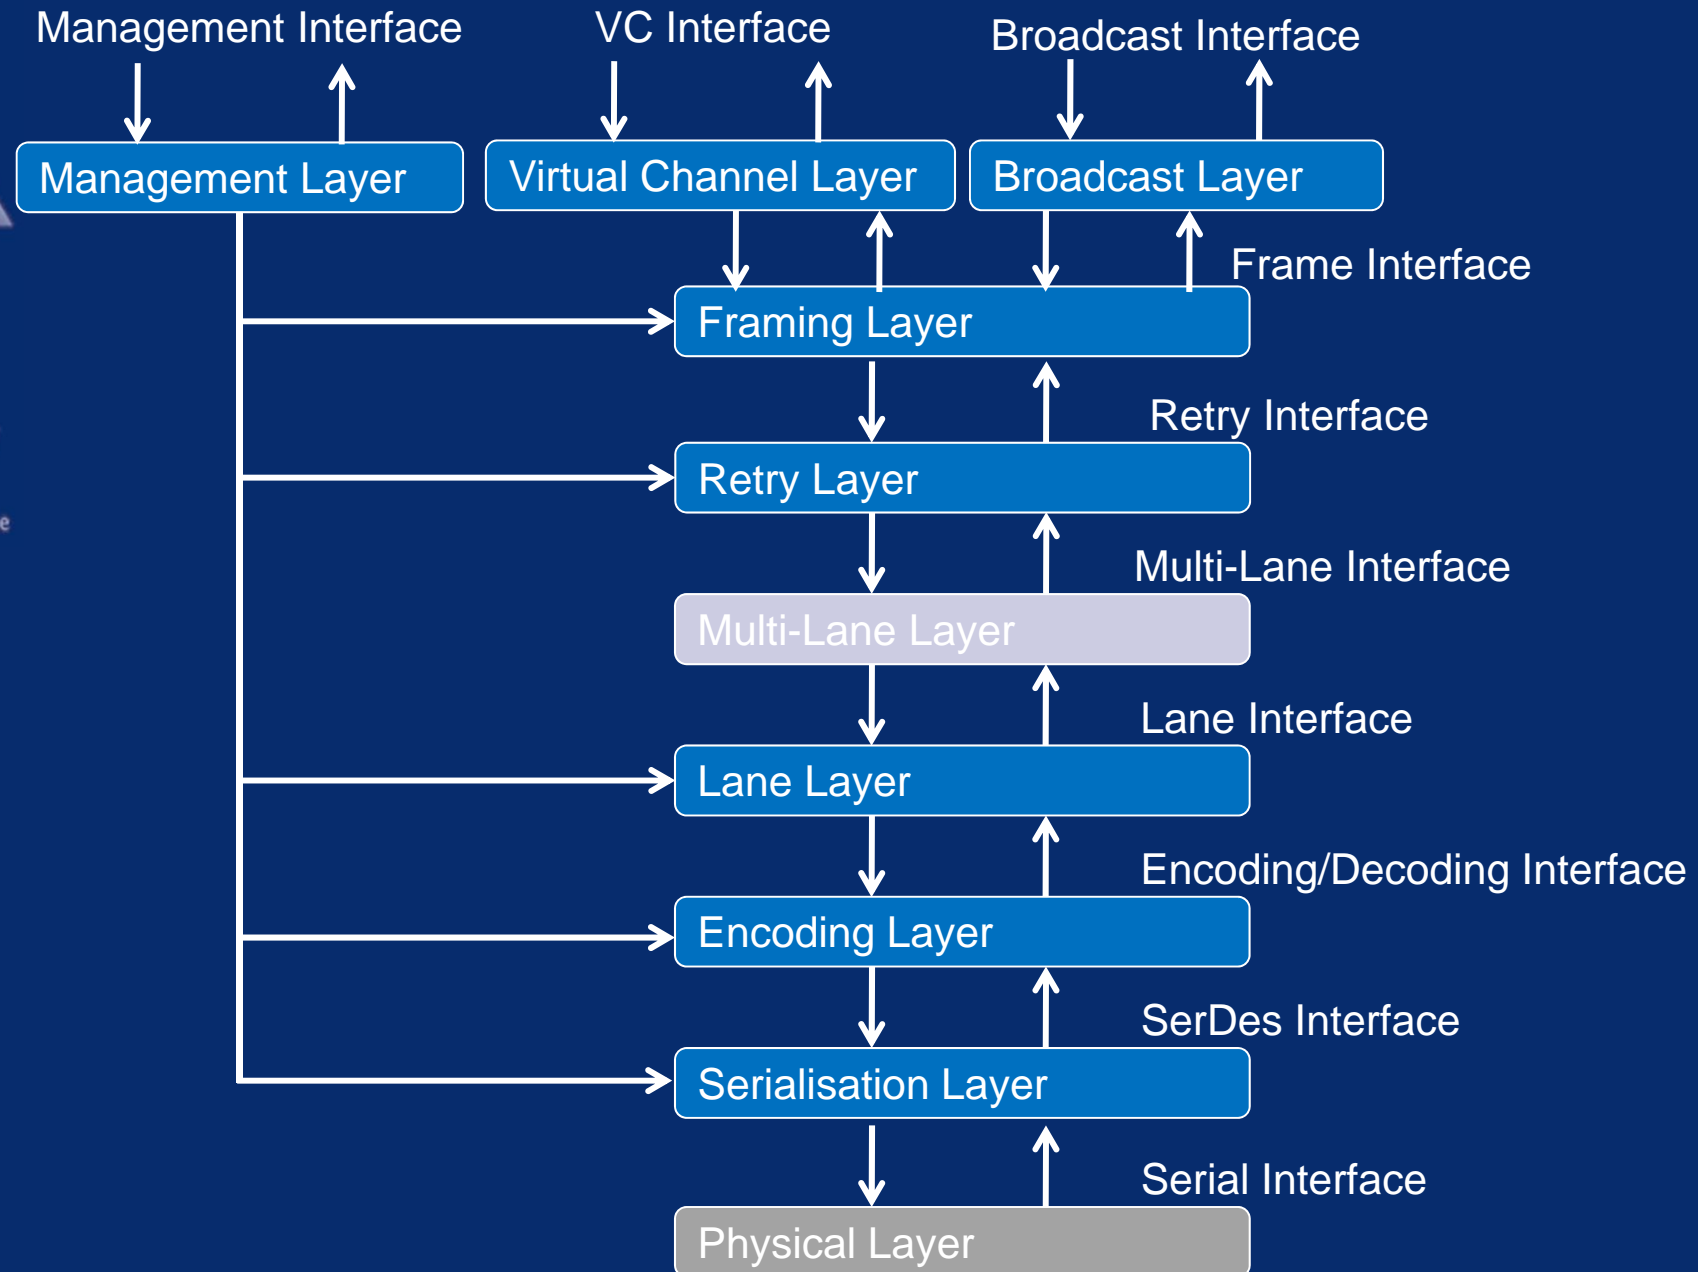 Management Interface
VC Interface
Broadcast Interface
Management Layer
Virtual Channel Layer
Broadcast Layer
Frame Interface
Framing Layer
Retry Interface
Retry Layer
Multi-Lane Interface
Multi-Lane Layer
Lane Interface
Lane Layer
Encoding/Decoding Interface
Encoding Layer
SerDes Interface
Serialisation Layer
Serial Interface
Physical Layer